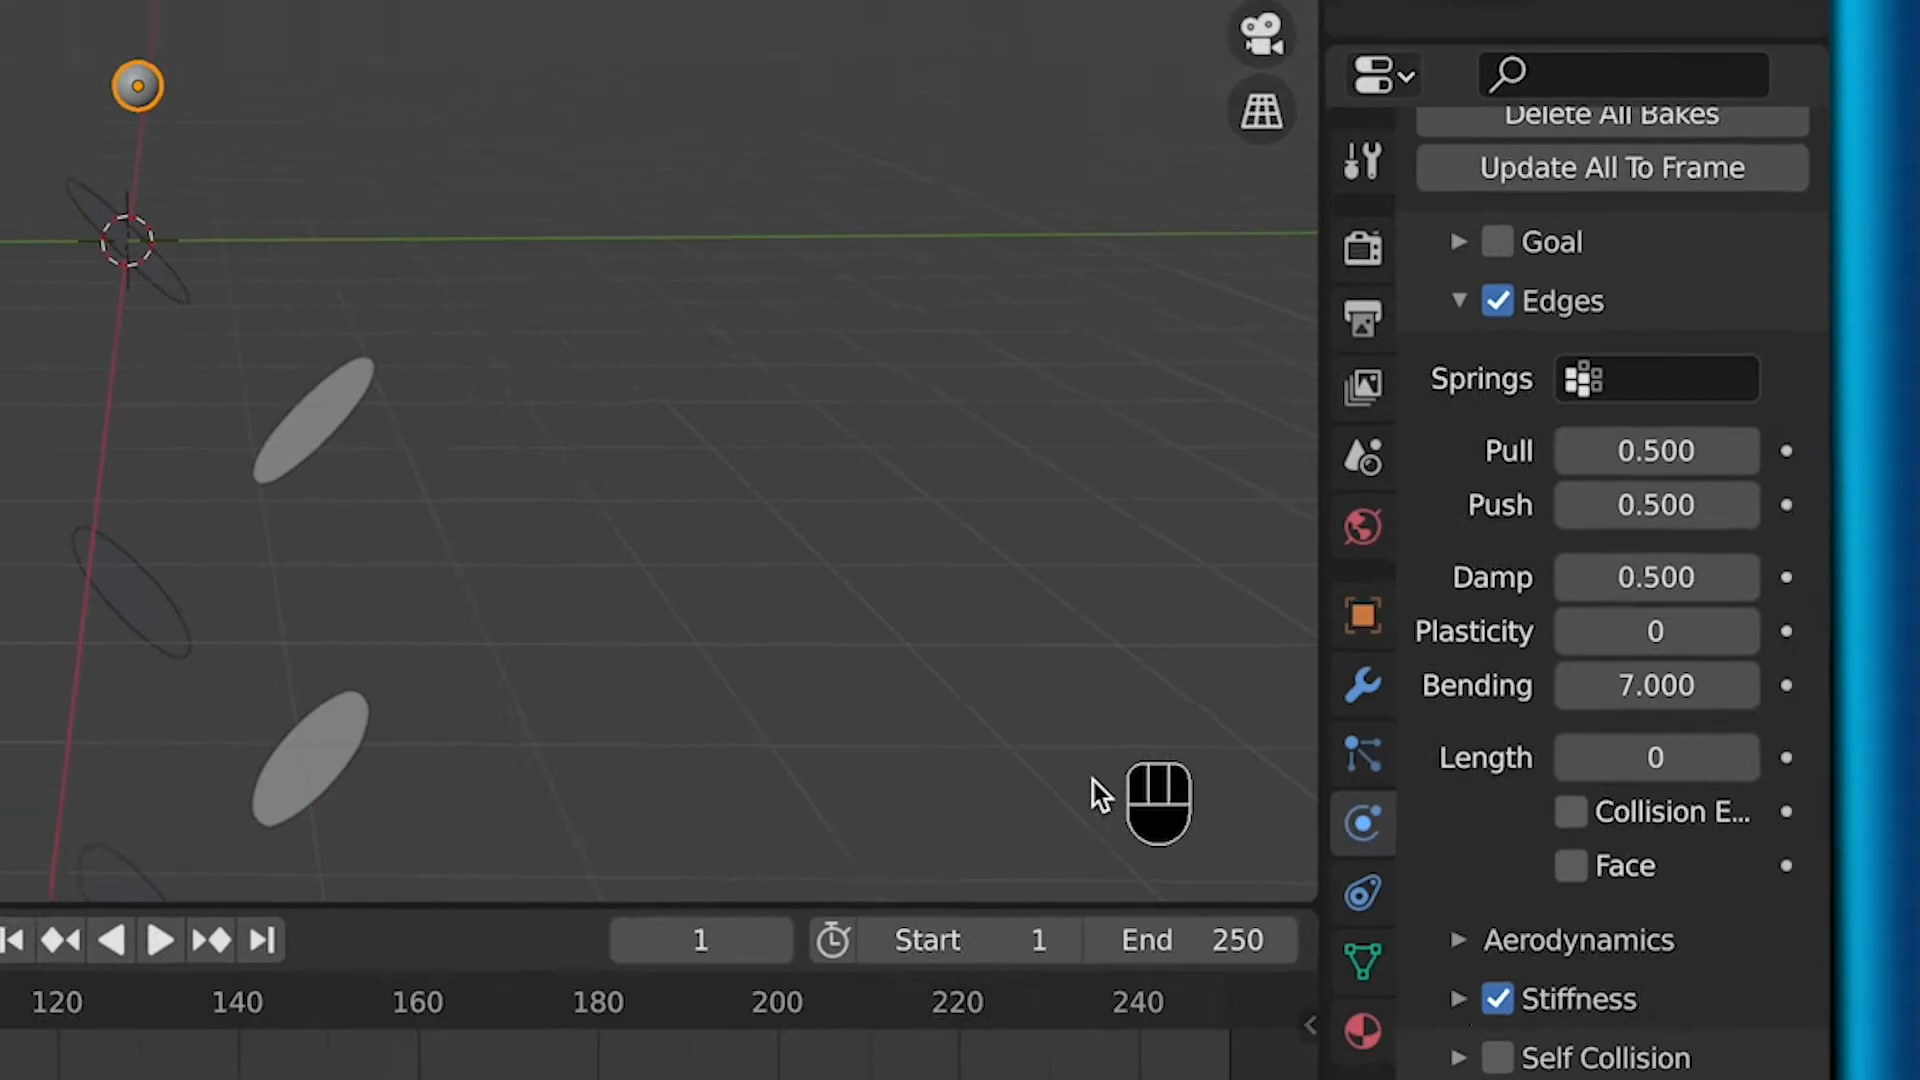 Delete All Bakes
Update All To Frame
Goal
Edges
Springs
Pull 0.500
Push 0.500
Damp 0.500
Plasticity 0
Bending 7.000
Length 0
Collision E...
Face
Aerodynamics
Stiffness
Self Collision
1 Start 1 End 250
120 140 160 180 200 220 240